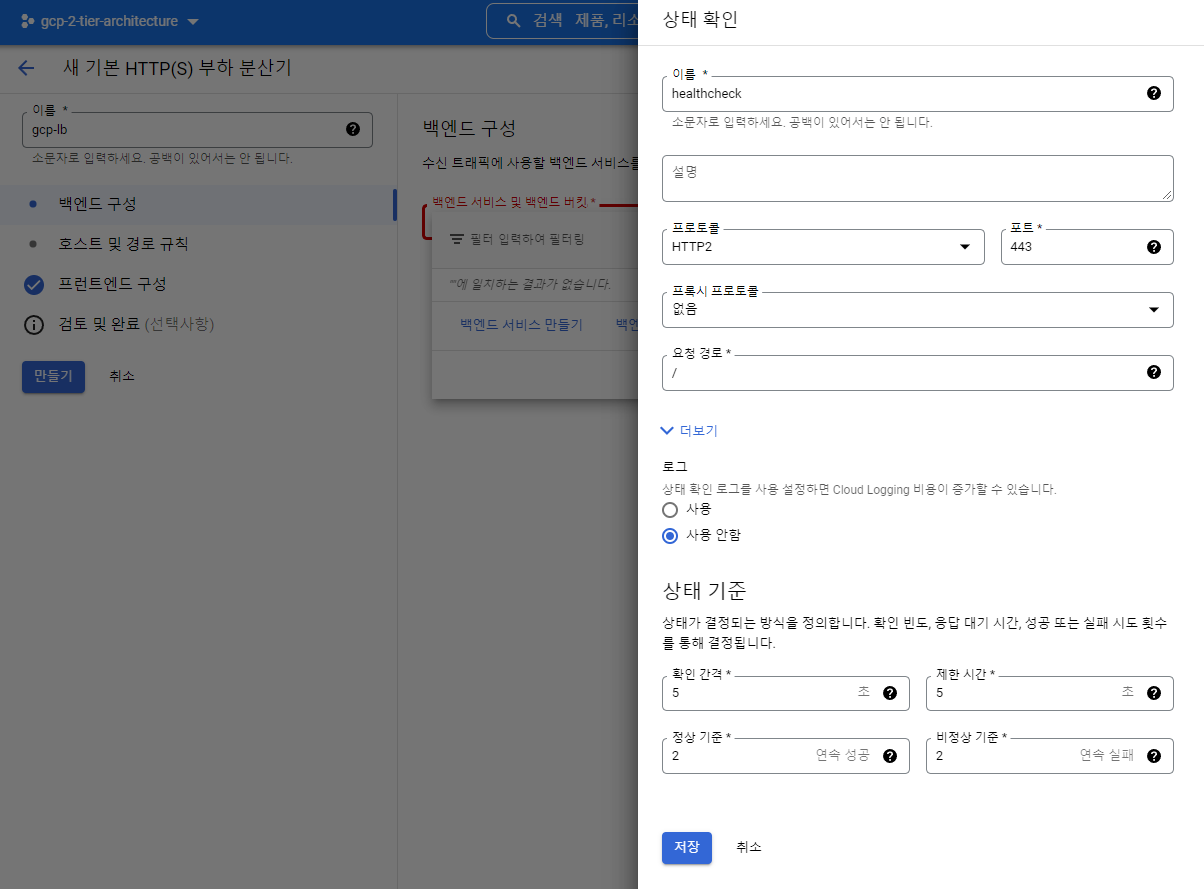 gcp-2-tier-architecture
검색 제품, 리소
새 기본 HTTP(S) 부하 분산기
이름 *
gcp-lb
소문자로 입력하세요. 공백이 있어서는 안 됩니다.
백엔드 구성
호스트 및 경로 규칙
프런트엔드 구성
검토 및 완료 (선택사항)
만들기
취소
백엔드 구성
수신 트래픽에 사용할 백엔드 서비스를
백엔드 서비스 및 백엔드 버킷 *
필터 입력하여 필터링
""에 일치하는 결과가 없습니다.
백엔드 서비스 만들기
백엔
상태 확인
이름 *
healthcheck
소문자로 입력하세요. 공백이 있어서는 안 됩니다.
설명
프로토콜
HTTP2
포트 *
443
프록시 프로토콜
없음
요청 경로 *
/
더보기
로그
상태 확인 로그를 사용 설정하면 Cloud Logging 비용이 증가할 수 있습니다.
사용
사용 안함
상태 기준
상태가 결정되는 방식을 정의합니다. 확인 빈도, 응답 대기 시간, 성공 또는 실패 시도 횟수
를 통해 결정됩니다.
확인 간격 *
5 초
제한 시간 *
5 초
정상 기준 *
2 연속 성공
비정상 기준 *
2 연속 실패
저장
취소